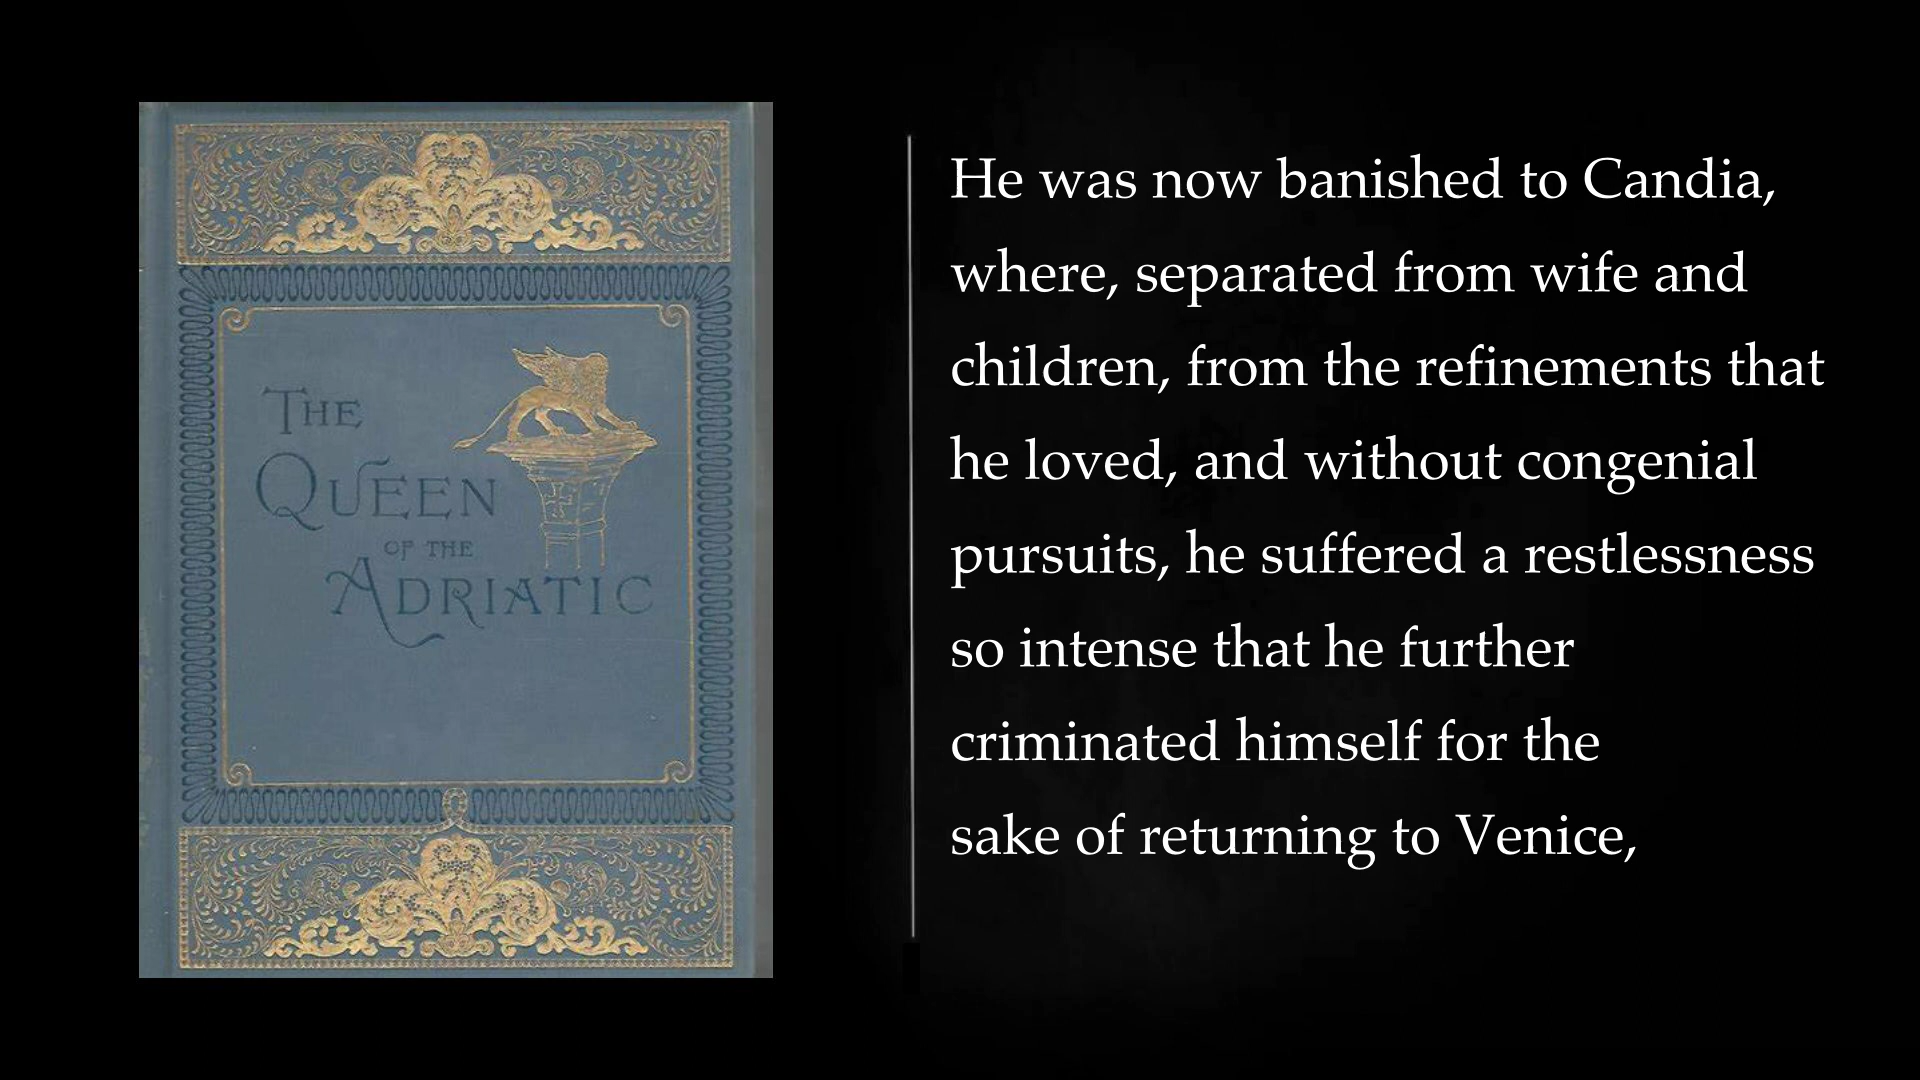 THE
QUEEN
OF THE
ADRIATIC
He was now banished to Candia,
where, separated from wife and
children, from the refinements that
he loved, and without congenial
pursuits, he suffered a restlessness
so intense that he further
criminated himself for the
sake of returning to Venice,